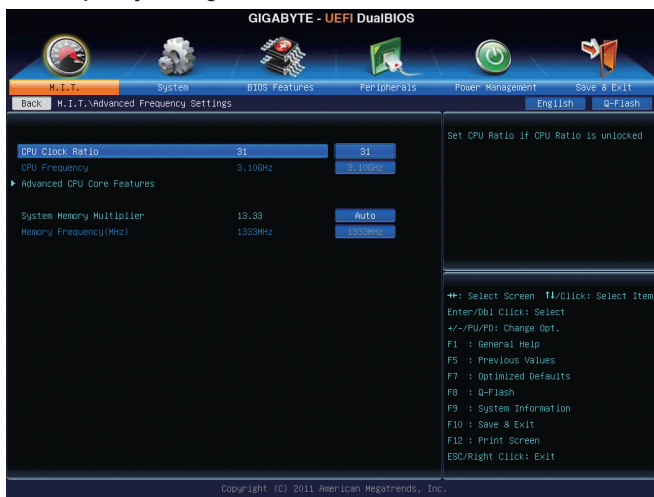 GIGABYTE - UEFI DualBIOS
M.I.T. System BIOS Features Peripherals Power Management Save & Exit
Back M.I.T.\Advanced Frequency Settings English Q-Flash
Set CPU Ratio if CPU Ratio is unlocked
CPU Clock Ratio 31 31
CPU Frequency 3.10GHz 3.10GHz
Advanced CPU Core Features
System Memory Multiplier 13.33 Auto
Memory Frequency(MHz) 1333MHz 1333MHz
→←: Select Screen ↑↓/Click: Select Item
Enter/Dbl Click: Select
+/-/PU/PD: Change Opt.
F1 : General Help
F5 : Previous Values
F7 : Optimized Defaults
F8 : Q-Flash
F9 : System Information
F10 : Save & Exit
F12 : Print Screen
ESC/Right Click: Exit
Copyright (C) 2011 American Megatrends, Inc.